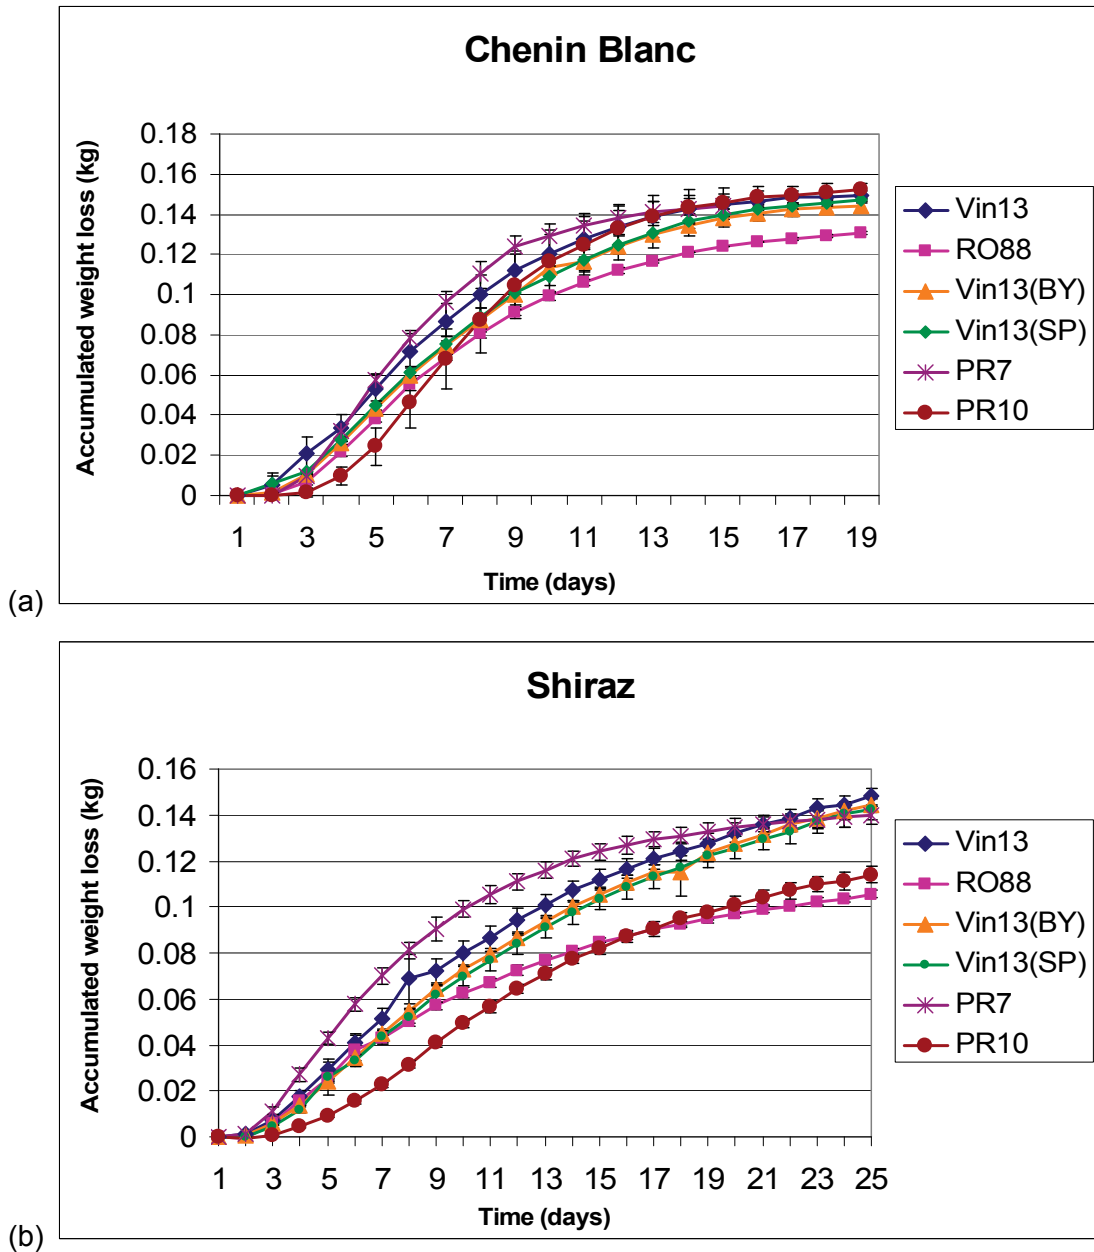 Chenin Blanc
Accumulated weight loss (kg)
0.18
0.16
0.14
0.12
0.1
0.08
0.06
0.04
0.02
0
1 3 5 7 9 11 13 15 17 19
Time (days)
Vin13
RO88
Vin13(BY)
Vin13(SP)
PR7
PR10
(a)
Shiraz
Accumulated weight loss (kg)
0.16
0.14
0.12
0.1
0.08
0.06
0.04
0.02
0
1 3 5 7 9 11 13 15 17 19 21 23 25
Time (days)
Vin13
RO88
Vin13(BY)
Vin13(SP)
PR7
PR10
(b)